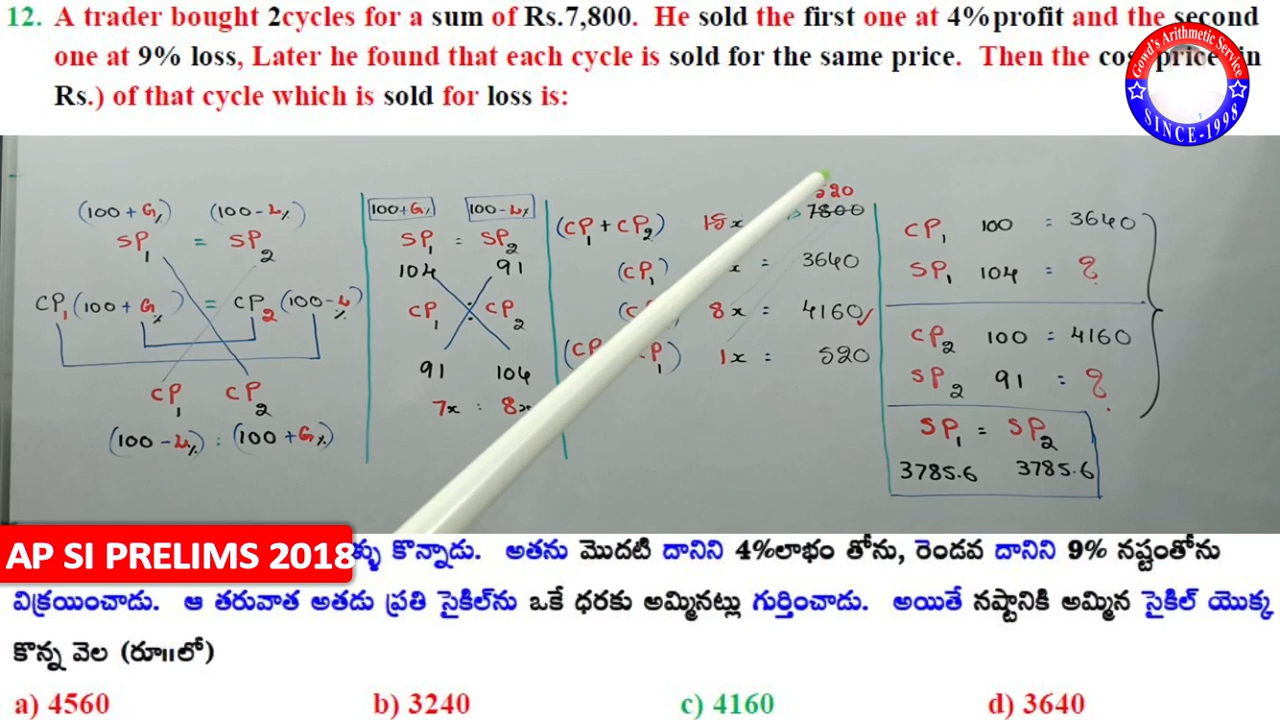 12. A trader bought 2cycles for a sum of Rs.7,800. He sold the first one at 4%profit and the second
one at 9% loss, Later he found that each cycle is sold for the same price. Then the cost price in
Rs.) of that cycle which is sold for loss is:
Gowd's Arithmetic Service
SINCE-1998
(100 + G%) (100 - L%)
SP1 = SP2
CP1(100 + G%) = CP2(100 - L%)
CP1 CP2
(100 - L%) : (100 + G%)
100+G% 100-L%
SP1 = SP2
104 91
CP1 : CP2
91 104
7x : 8x
520
(CP1 + CP2) 15x 7800
(CP1) x = 3640
8x = 4160
1x = 520
CP1 100 = 3640
SP1 104 = ?
CP2 100 = 4160
SP2 91 = ?
SP1 = SP2
3785.6 3785.6
AP SI PRELIMS 2018
కొన్నాడు. అతను మొదటి దానిని 4%లాభం తోను, రెండవ దానిని 9% నష్టంతోను
విక్రయించాడు. ఆ తరువాత అతడు ప్రతి సైకిల్‌ను ఒకే ధరకు అమ్మినట్లు గుర్తించాడు. అయితే నష్టానికి అమ్మిన సైకిల్ యొక్క
కొన్న వెల (రూ॥లో)
a) 4560 b) 3240 c) 4160 d) 3640